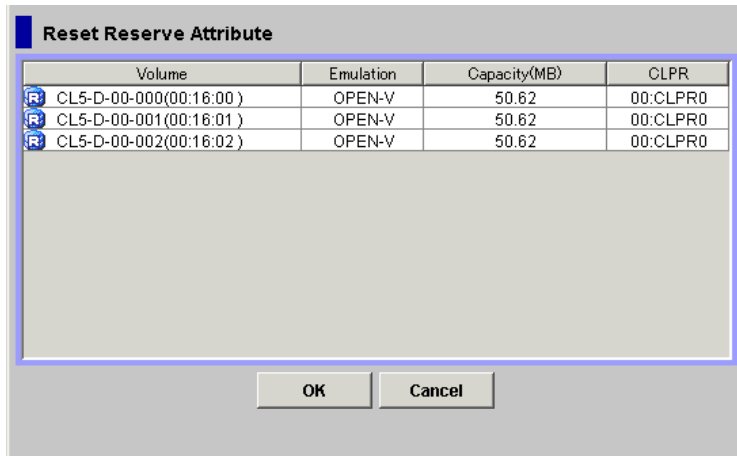 Reset Reserve Attribute
Volume Emulation Capacity(MB) CLPR
R CL5-D-00-000(00:16:00 ) OPEN-V 50.62 00:CLPR0
R CL5-D-00-001(00:16:01 ) OPEN-V 50.62 00:CLPR0
R CL5-D-00-002(00:16:02 ) OPEN-V 50.62 00:CLPR0
OK Cancel